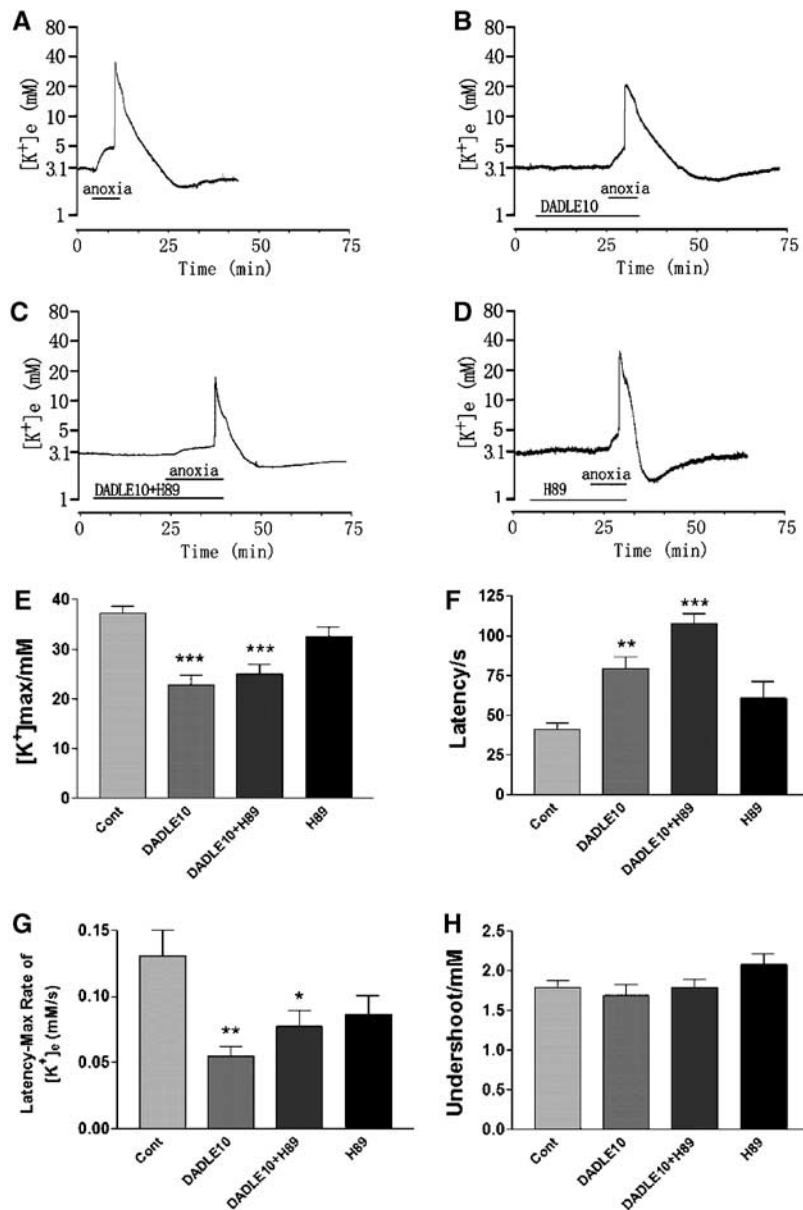 A
80
40
20
10
5
3.1
1
[K+]e (mM)
anoxia
0
25
50
75
Time (min)
B
80
40
20
10
5
3.1
1
[K+]e (mM)
anoxia
DADLE10
0
25
50
75
Time (min)
C
80
40
20
10
5
3.1
1
[K+]e (mM)
anoxia
DADLE10+H89
0
25
50
75
Time (min)
D
80
40
20
10
5
3.1
1
[K+]e (mM)
anoxia
H89
0
25
50
75
Time (min)
E
40
30
20
10
0
[K+]max/mM
***
***
Cont
DADLE10
DADLE10+H89
H89
F
125
100
75
50
25
0
Latency/s
**
***
Cont
DADLE10
DADLE10+H89
H89
G
0.15
0.10
0.05
0.00
Latency-Max Rate of
[K+]e (mM/s)
**
*
Cont
DADLE10
DADLE10+H89
H89
H
2.5
2.0
1.5
1.0
0.5
0.0
Undershoot/mM
Cont
DADLE10
DADLE10+H89
H89